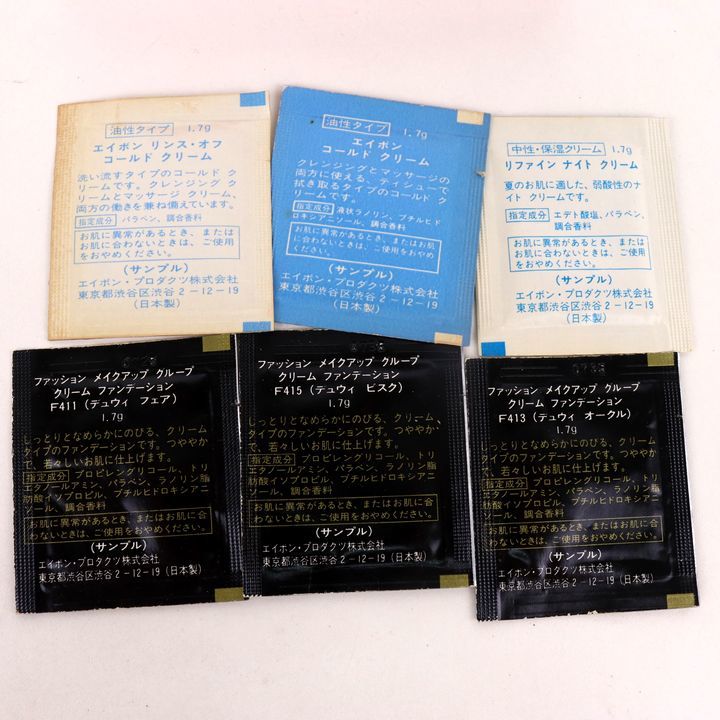 油性タイプ 1.7g
エイボン リンス・オフ
コールド クリーム
洗い流すタイプのコールド ク
リームです。クレンジング ク
リームとマッサージ クリーム、
両方の働きを兼ね備えています。
指定成分 パラベン、調合香料
お肌に異常があるとき、または
お肌に合わないときは、ご使用
をおやめください。
(サンプル)
エイボン・プロダクツ株式会社
東京都渋谷区渋谷2-12-19
(日本製)
油性タイプ 1.7g
エイボン
コールド クリーム
クレンジングとマッサージの
両方に使える、ティシューで
拭き取るタイプのコールド ク
リームです。
指定成分 液状ラノリン、ブチルヒド
ロキシアニソール、調合香料
お肌に異常があるとき、またはお肌
に合わないときは、ご使用をおやめ
ください。
(サンプル)
エイボン・プロダクツ株式会社
東京都渋谷区渋谷2-12-19
(日本製)
中性・保湿クリーム 1.7g
リファイン ナイト クリーム
夏のお肌に適した、弱酸性のナ
イト クリームです。
指定成分 エデト酸塩、パラベン、
調合香料
お肌に異常があるとき、または
お肌に合わないときは、ご使用
をおやめください。
(サンプル)
エイボン・プロダクツ株式会社
東京都渋谷区渋谷2-12-19
(日本製)
ファッション メイクアップ グループ
クリーム ファンデーション
F411(デュウィ フェア)
1.7g
しっとりとなめらかにのびる、クリーム
タイプのファンデーションです。つややか
で、若々しいお肌に仕上げます。
指定成分 プロピレングリコール、トリ
エタノールアミン、パラベン、ラノリン脂
肪酸イソプロピル、ブチルヒドロキシアニ
ソール、調合香料
お肌に異常があるとき、またはお肌に合
わないときは、ご使用をおやめください。
(サンプル)
エイボン・プロダクツ株式会社
東京都渋谷区渋谷2-12-19(日本製)
ファッション メイクアップ グループ
クリーム ファンデーション
F415(デュウィ ビスク)
1.7g
しっとりとなめらかにのびる、クリーム
タイプのファンデーションです。つややか
で、若々しいお肌に仕上げます。
指定成分 プロピレングリコール、トリ
エタノールアミン、パラベン、ラノリン脂
肪酸イソプロピル、ブチルヒドロキシアニ
ソール、調合香料
お肌に異常があるとき、またはお肌に合
わないときは、ご使用をおやめください。
(サンプル)
エイボン・プロダクツ株式会社
東京都渋谷区渋谷2-12-19(日本製)
ファッション メイクアップ グループ
クリーム ファンデーション
F413(デュウィ オークル)
1.7g
しっとりとなめらかにのびる、クリーム
タイプのファンデーションです。つややか
で、若々しいお肌に仕上げます。
指定成分 プロピレングリコール、トリ
エタノールアミン、パラベン、ラノリン脂
肪酸イソプロピル、ブチルヒドロキシアニ
ソール、調合香料
お肌に異常があるとき、またはお肌に合
わないときは、ご使用をおやめください。
(サンプル)
エイボン・プロダクツ株式会社
東京都渋谷区渋谷2-12-19(日本製)